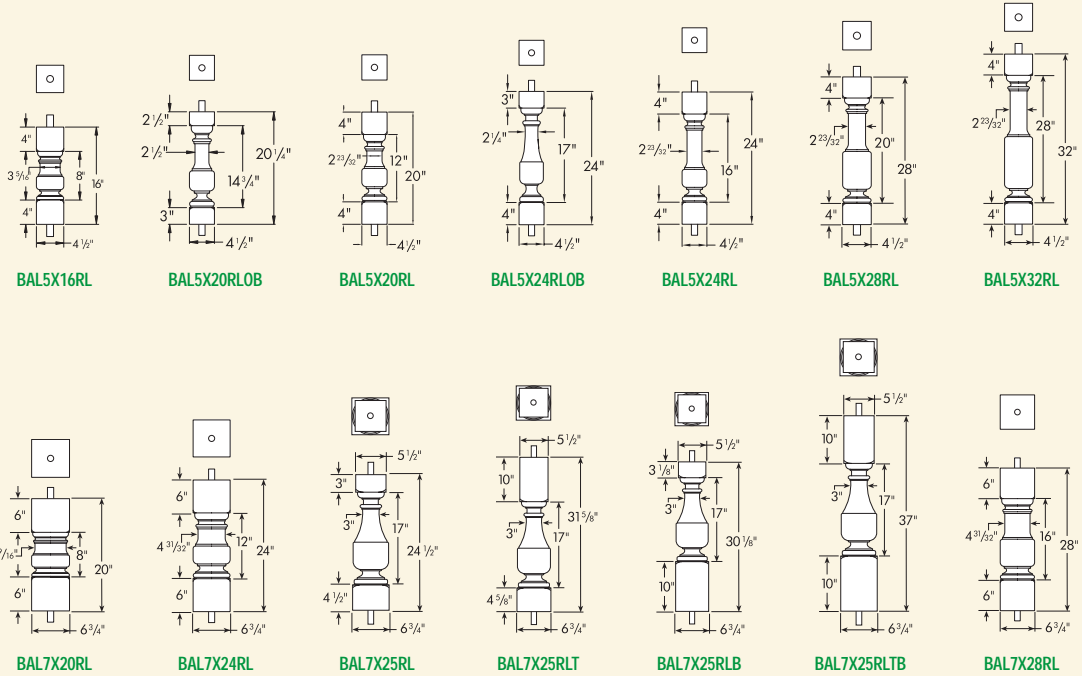 4" 3 5/16" 8" 16" 4" 4 1/2"
BAL5X16RL
2 1/2" 2 1/2" 14 3/4" 20 1/4" 3" 4 1/2"
BAL5X20RLOB
4" 2 23/32" 12" 20" 4" 4 1/2"
BAL5X20RL
3" 2 1/4" 17" 24" 4" 4 1/2"
BAL5X24RLOB
4" 2 23/32" 16" 24" 4" 4 1/2"
BAL5X24RL
4" 2 23/32" 20" 28" 4" 4 1/2"
BAL5X28RL
4" 2 23/32" 28" 32" 4" 4 1/2"
BAL5X32RL
6" 8" 20" 6" 6 3/4"
BAL7X20RL
6" 4 31/32" 12" 24" 6" 6 3/4"
BAL7X24RL
5 1/2" 3" 3" 17" 24 1/2" 4 1/2" 6 3/4"
BAL7X25RL
5 1/2" 10" 3" 17" 31 5/8" 4 5/8" 6 3/4"
BAL7X25RLT
5 1/2" 3 1/8" 3" 17" 30 1/8" 10" 6 3/4"
BAL7X25RLB
5 1/2" 10" 3" 17" 37" 10" 6 3/4"
BAL7X25RLTB
6" 4 31/32" 16" 28" 6" 6 3/4"
BAL7X28RL